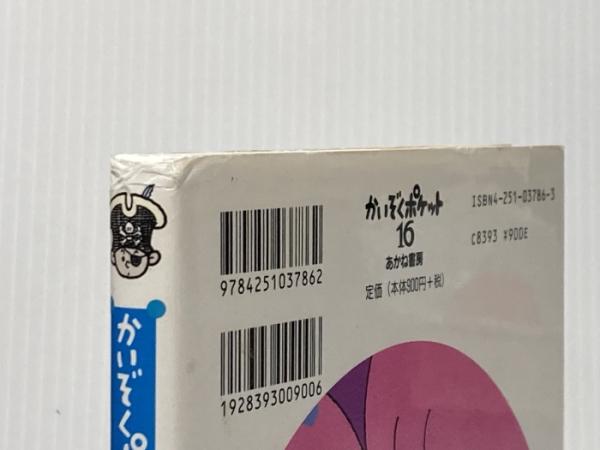 9784251037862
1928393009006
かいぞくポケット
16
あかね書房
定価(本体900円+税)
ISBN4-251-03786-3
C8393 ¥900E
かいぞくポ